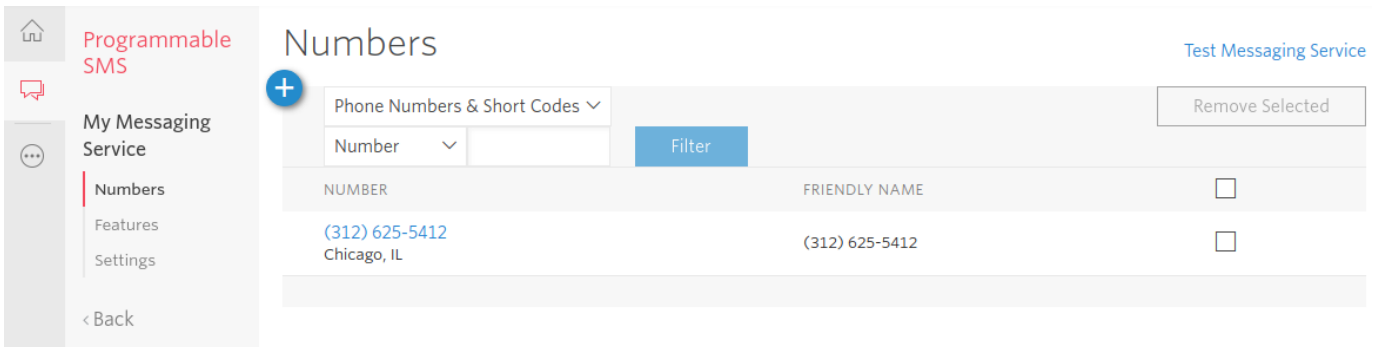 Programmable
SMS
My Messaging
Service
Numbers
Features
Settings
< Back
Numbers
Test Messaging Service
Phone Numbers & Short Codes
Remove Selected
Number
Filter
NUMBER FRIENDLY NAME
(312) 625-5412 (312) 625-5412
Chicago, IL